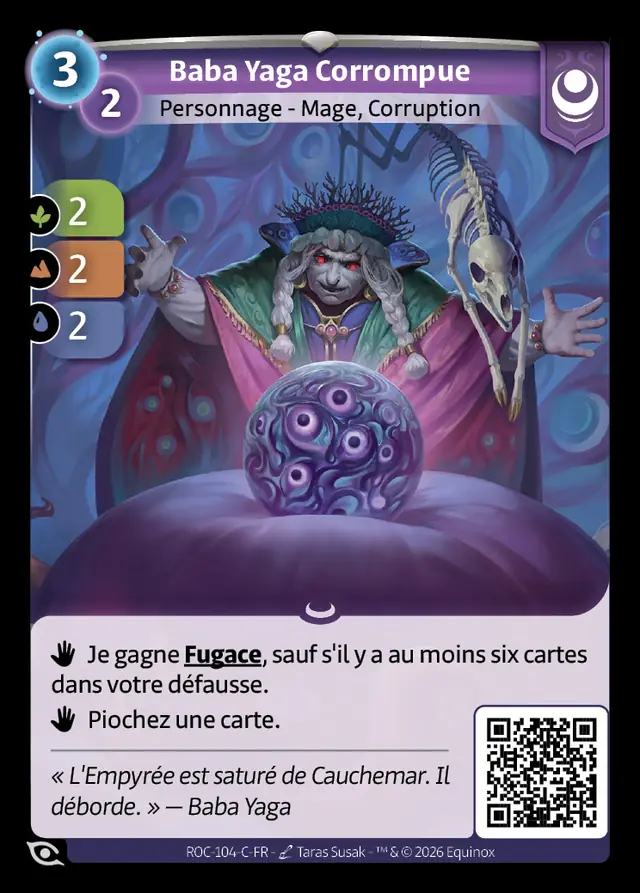 3
2
Baba Yaga Corrompue
Personnage - Mage, Corruption
2
2
2
Je gagne Fugace, sauf s'il y a au moins six cartes
dans votre défausse.
Piochez une carte.
« L'Empyrée est saturé de Cauchemar. Il
déborde. » — Baba Yaga
ROC-104-C-FR - Taras Susak - ™ & © 2026 Equinox